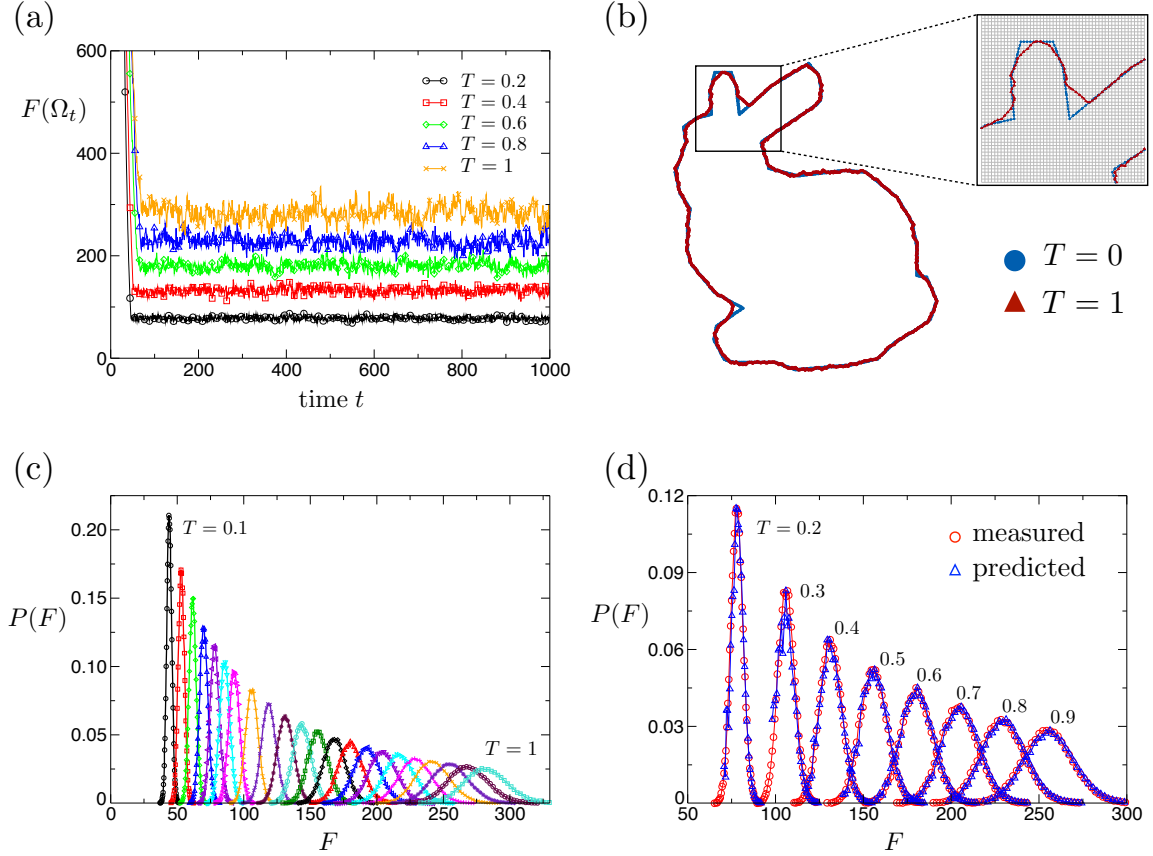 (a)
F(Ω_t)
600
400
200
0
0
200
400
600
800
1000
time t
T = 0.2
T = 0.4
T = 0.6
T = 0.8
T = 1
(b)
T = 0
T = 1
(c)
P(F)
0.20
0.15
0.10
0.05
0
0
50
100
150
200
250
300
F
T = 0.1
T = 1
(d)
P(F)
0.12
0.09
0.06
0.03
0
50
100
150
200
250
300
F
T = 0.2
0.3
0.4
0.5
0.6
0.7
0.8
0.9
measured
predicted